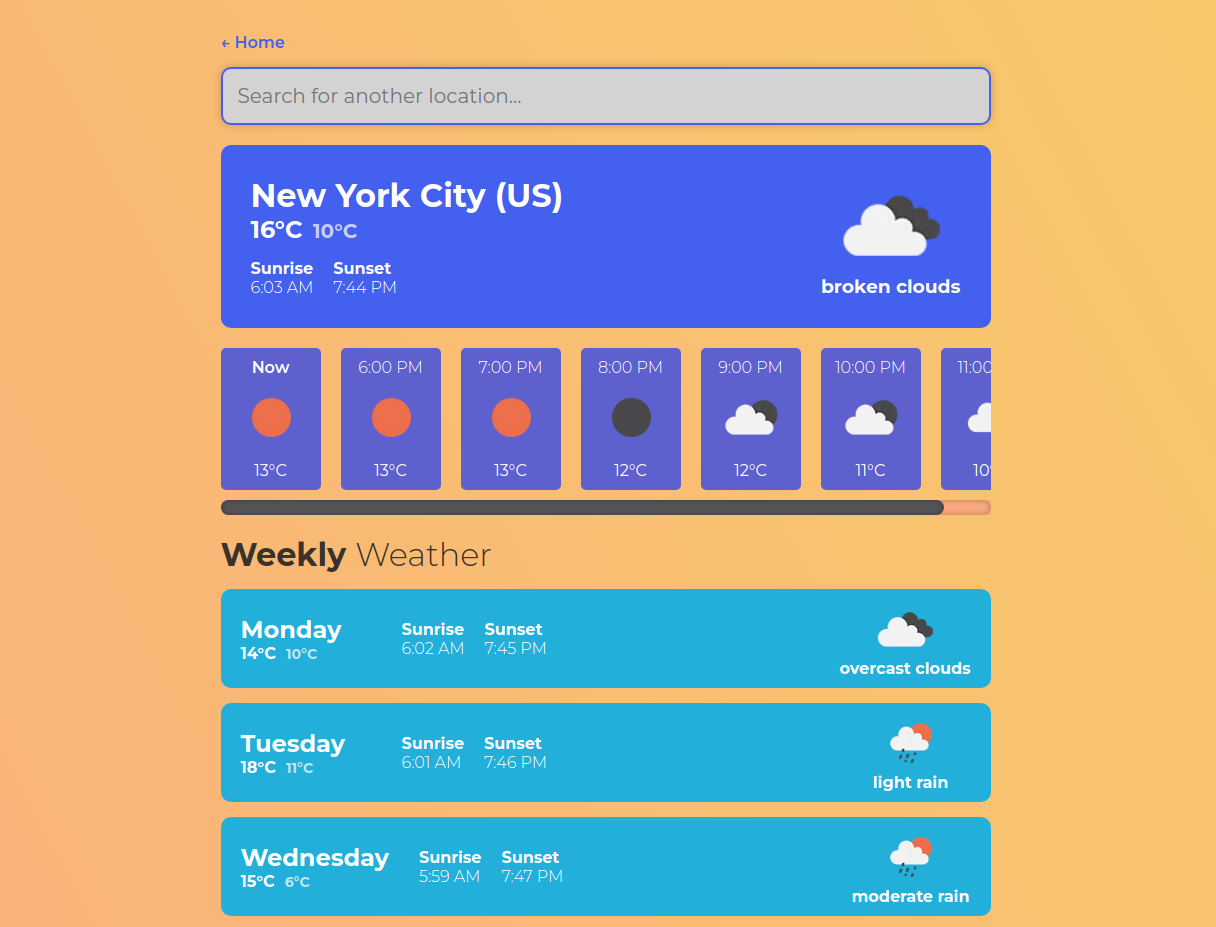 ← Home
Search for another location...
New York City (US)
16°C 10°C
Sunrise Sunset
6:03 AM 7:44 PM
broken clouds
Now 6:00 PM 7:00 PM 8:00 PM 9:00 PM 10:00 PM 11:00
13°C 13°C 13°C 12°C 12°C 11°C 10
Weekly Weather
Monday
14°C 10°C
Sunrise Sunset
6:02 AM 7:45 PM
overcast clouds
Tuesday
18°C 11°C
Sunrise Sunset
6:01 AM 7:46 PM
light rain
Wednesday
15°C 6°C
Sunrise Sunset
5:59 AM 7:47 PM
moderate rain